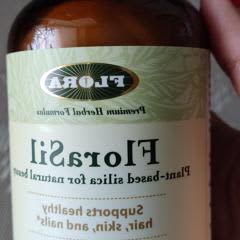 FLORA
Premium Herbal Formulas
FloraSil
Plant-based silica for natural beauty
Supports healthy
hair, skin, and nails*